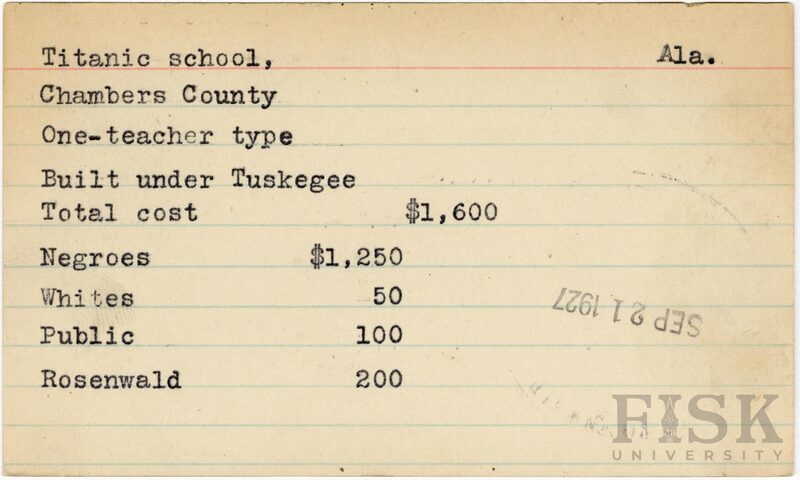 Titanic school, Ala.
Chambers County
One-teacher type
Built under Tuskegee
Total cost $1,600
Negroes $1,250
Whites 50
Public 100
Rosenwald 200
SEP 21 1927
FISK
UNIVERSITY